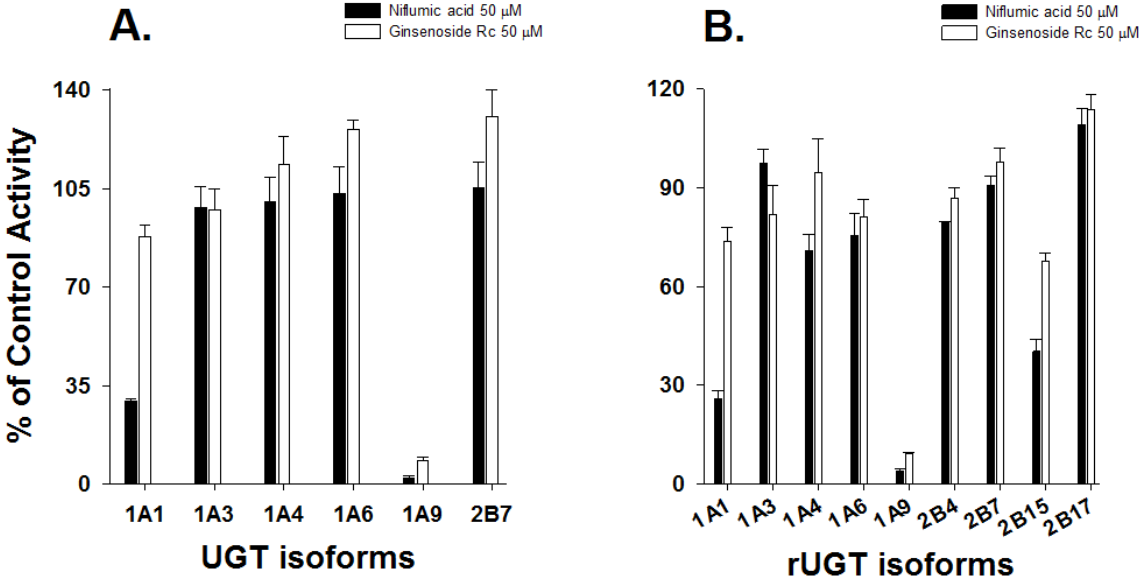 A.
Niflumic acid 50 μM
Ginsenoside Rc 50 μM
% of Control Activity
140
105
70
35
0
1A1 1A3 1A4 1A6 1A9 2B7
UGT isoforms
B.
Niflumic acid 50 μM
Ginsenoside Rc 50 μM
120
90
60
30
0
1A1 1A3 1A4 1A6 1A9 2B4 2B7 2B15 2B17
rUGT isoforms